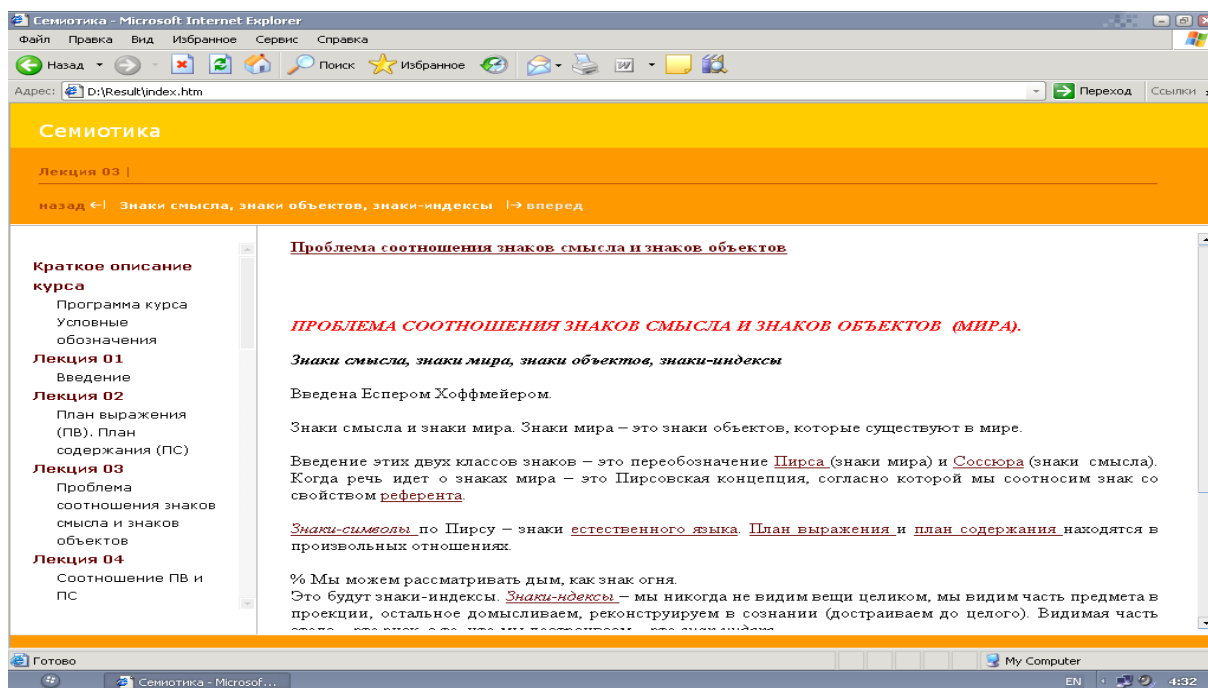 Семиотика - Microsoft Internet Explorer
Файл Правка Вид Избранное Сервис Справка
Назад Поиск Избранное
Адрес: D:\Result\index.htm Переход Ссылки
Семиотика
Лекция 03 |
назад ←| Знаки смысла, знаки объектов, знаки-индексы |→ вперед
Краткое описание
курса
Программа курса
Условные
обозначения
Лекция 01
Введение
Лекция 02
План выражения
(ПВ). План
содержания (ПС)
Лекция 03
Проблема
соотношения знаков
смысла и знаков
объектов
Лекция 04
Соотношение ПВ и
ПС
Проблема соотношения знаков смысла и знаков объектов
ПРОБЛЕМА СООТНОШЕНИЯ ЗНАКОВ СМЫСЛА И ЗНАКОВ ОБЪЕКТОВ (МИРА).
Знаки смысла, знаки мира, знаки объектов, знаки-индексы
Введена Еспером Хоффмейером.
Знаки смысла и знаки мира. Знаки мира – это знаки объектов, которые существуют в мире.
Введение этих двух классов знаков – это переобозначение Пирса (знаки мира) и Соссюра (знаки смысла).
Когда речь идет о знаках мира – это Пирсовская концепция, согласно которой мы соотносим знак со
свойством референта.
Знаки-символы по Пирсу – знаки естественного языка. План выражения и план содержания находятся в
произвольных отношениях.
% Мы можем рассматривать дым, как знак огня.
Это будут знаки-индексы. Знаки-ндексы – мы никогда не видим вещи целиком, мы видим часть предмета в
проекции, остальное домысливаем, реконструируем в сознании (достраиваем до целого). Видимая часть
Готово My Computer
Семиотика - Microsof... EN 4:32